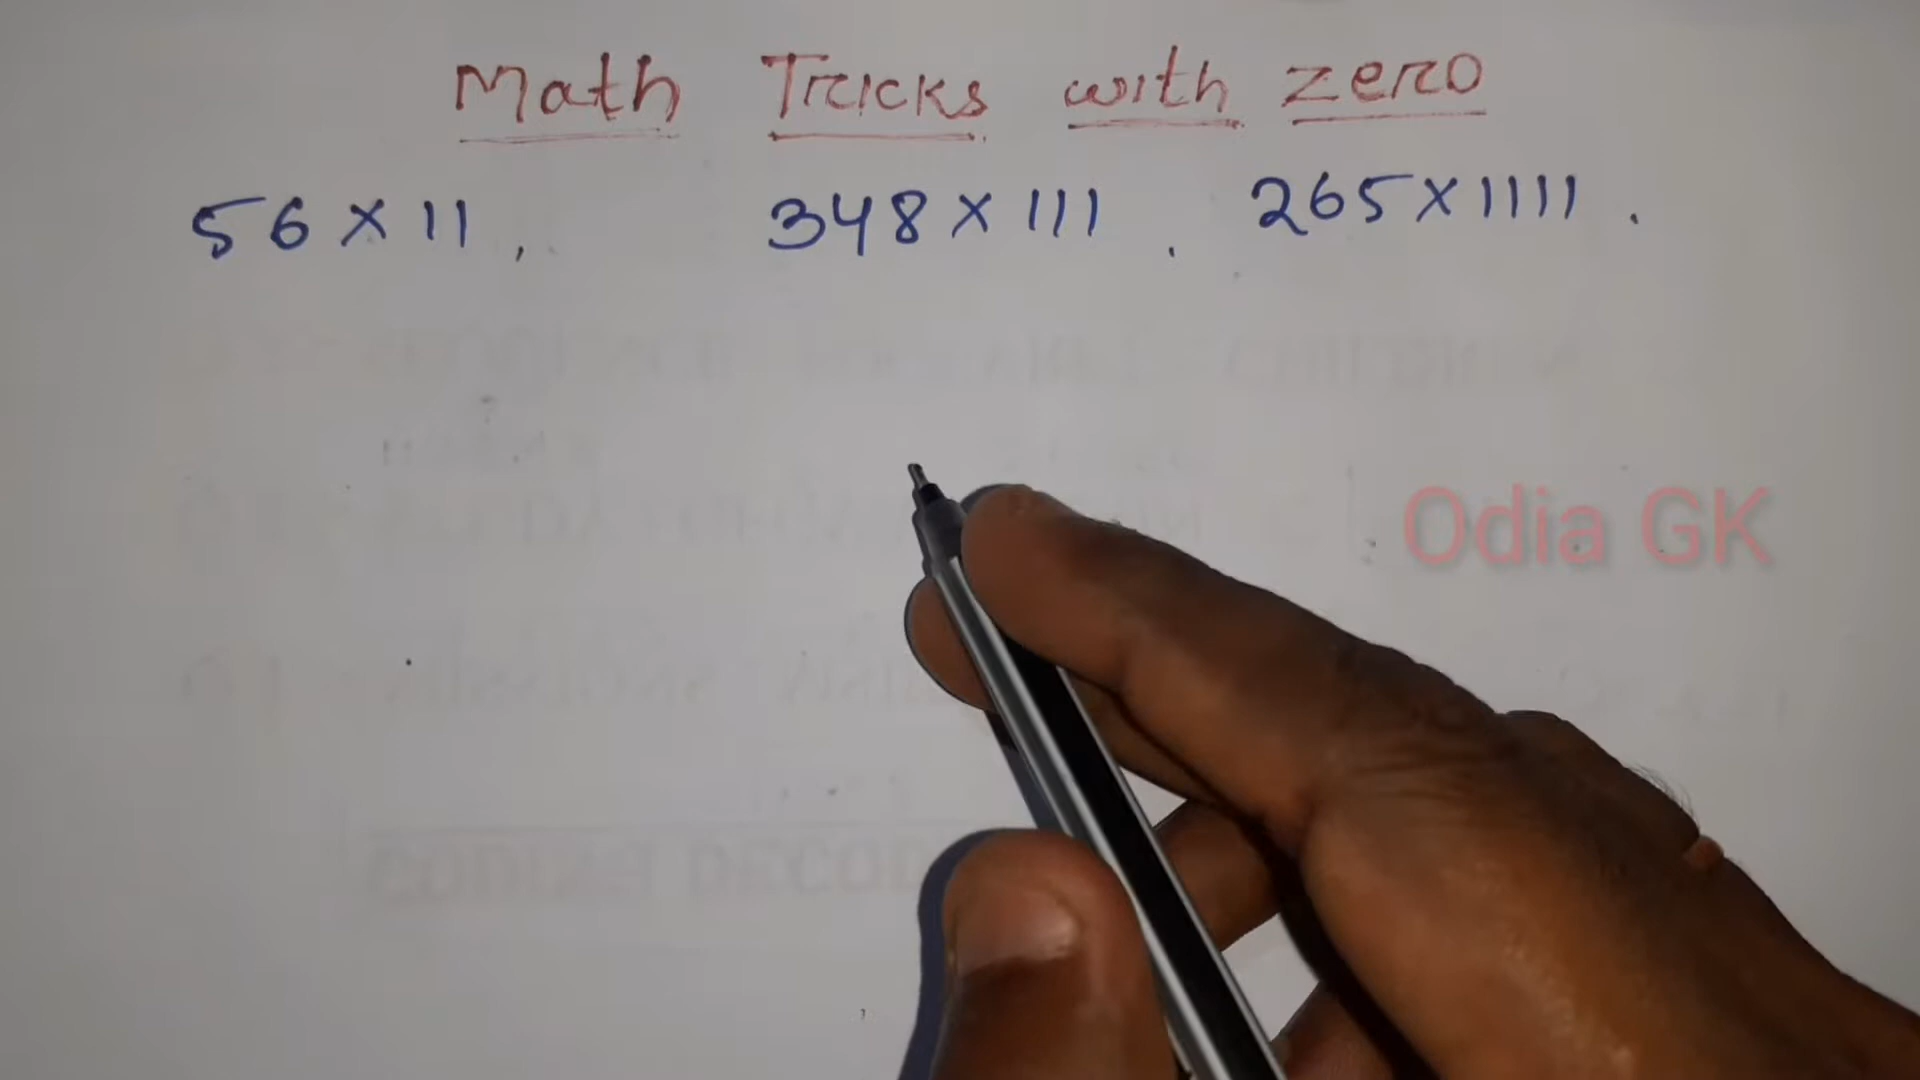 Math Tricks with zero
56 × 11 , 348 × 111 . 265 × 1111 .
Odia GK